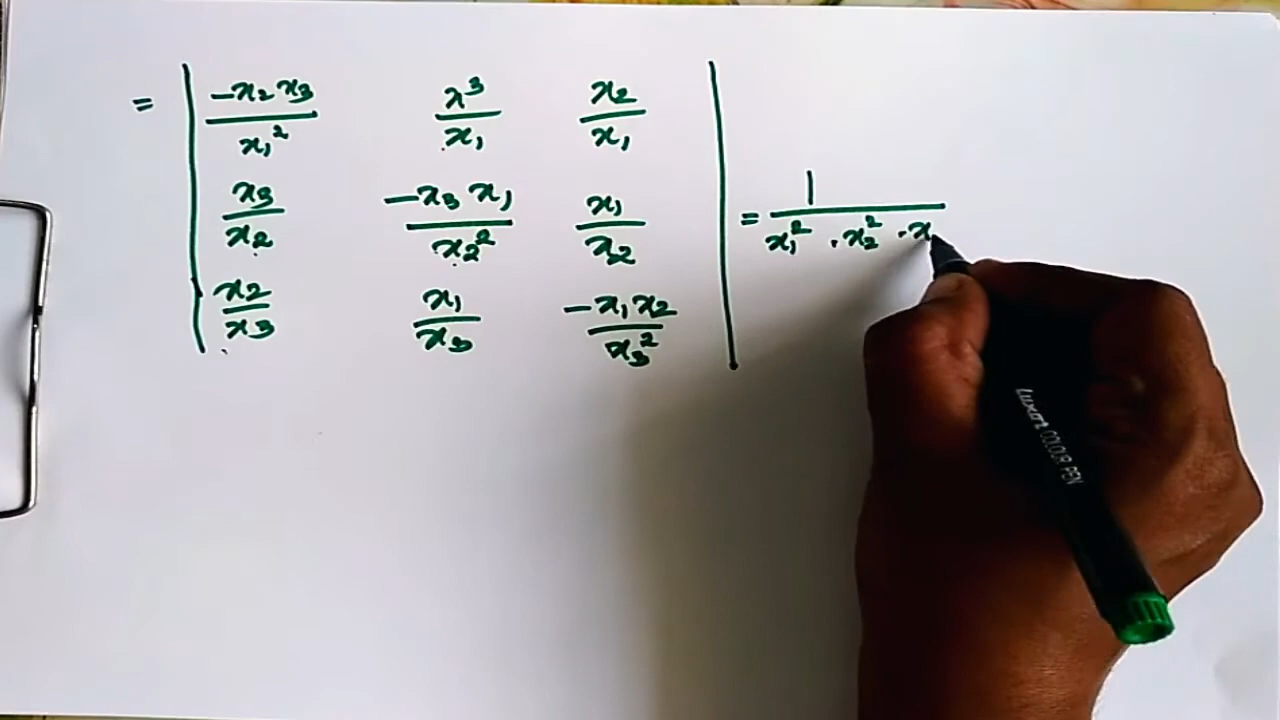 = | -x₂x₃/x₁² x³/x₁ x₂/x₁ |
| x₃/x₂ -x₃x₁/x₂² x₁/x₂ | = 1/(x₁² . x₂² . x
| x₂/x₃ x₁/x₃ -x₁x₂/x₃² |
Luxor COLOUR PEN